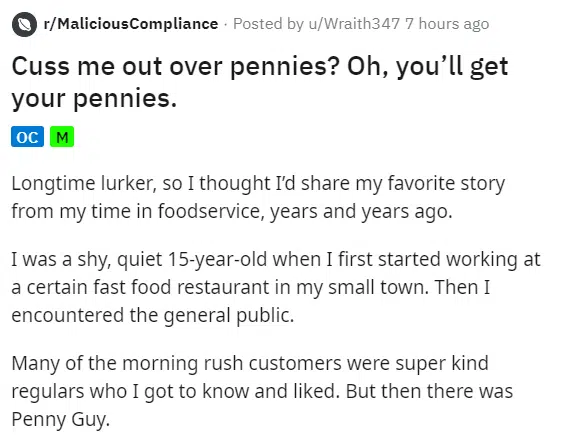 r/MaliciousCompliance · Posted by u/Wraith347 7 hours ago
Cuss me out over pennies? Oh, you’ll get
your pennies.
OC M
Longtime lurker, so I thought I’d share my favorite story
from my time in foodservice, years and years ago.
I was a shy, quiet 15-year-old when I first started working at
a certain fast food restaurant in my small town. Then I
encountered the general public.
Many of the morning rush customers were super kind
regulars who I got to know and liked. But then there was
Penny Guy.